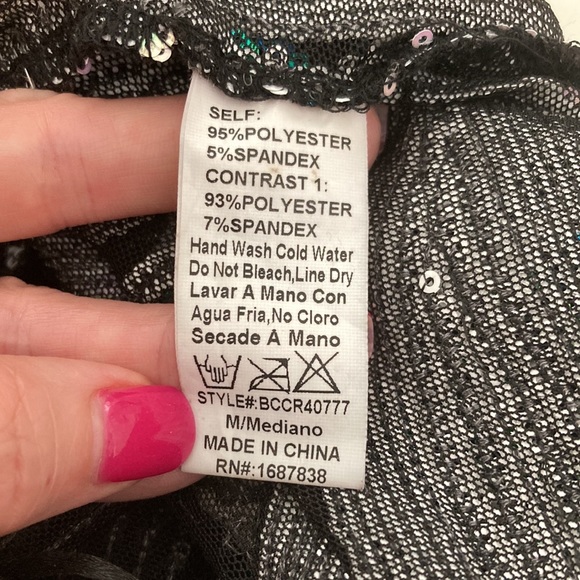 SELF:
95%POLYESTER
5%SPANDEX
CONTRAST 1:
93%POLYESTER
7%SPANDEX
Hand Wash Cold Water
Do Not Bleach,Line Dry
Lavar A Mano Con
Agua Fria,No Cloro
Secade A Mano
STYLE#:BCCR40777
M/Mediano
MADE IN CHINA
RN#:1687838